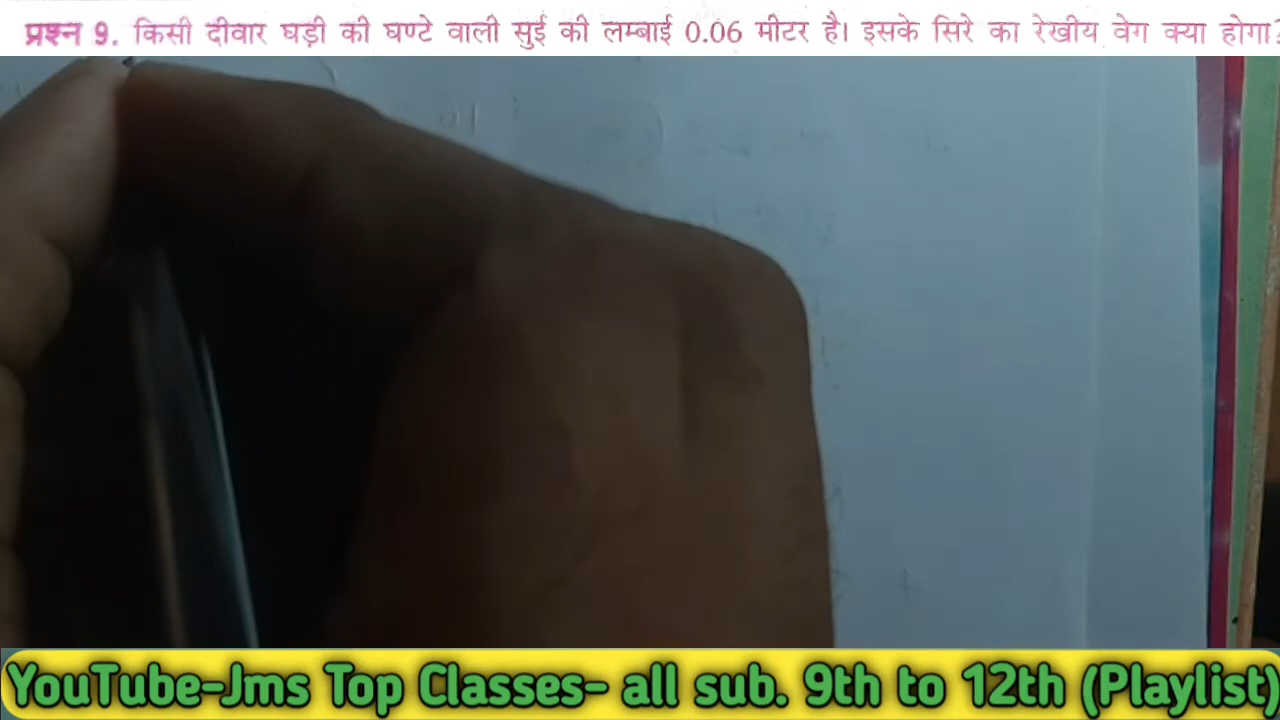 प्रश्न 9. किसी दीवार घड़ी की घण्टे वाली सुई की लम्बाई 0.06 मीटर है। इसके सिरे का रेखीय वेग क्या होगा?
YouTube-Jms Top Classes- all sub. 9th to 12th (Playlist)